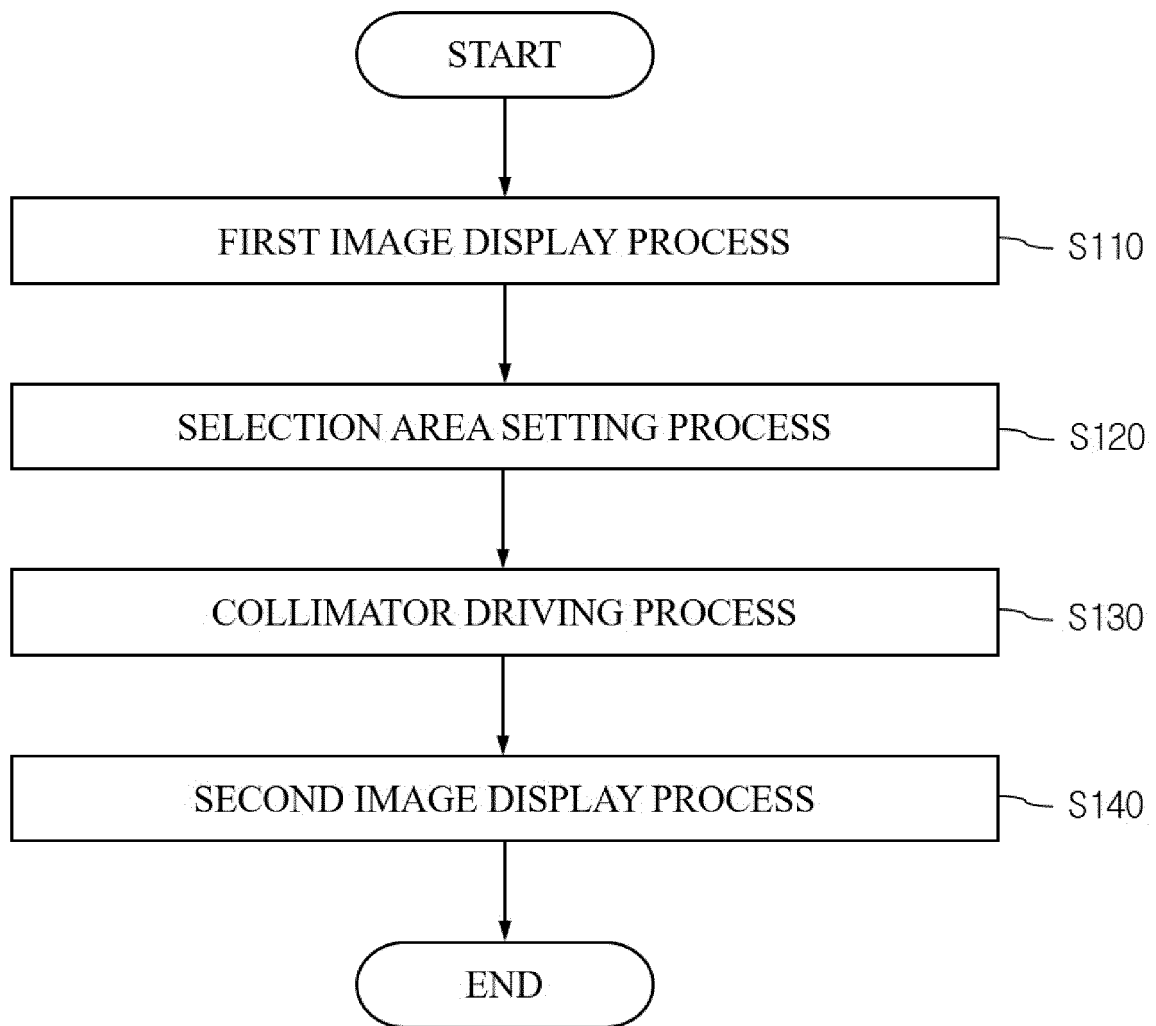 START
FIRST IMAGE DISPLAY PROCESS
S110
SELECTION AREA SETTING PROCESS
S120
COLLIMATOR DRIVING PROCESS
S130
SECOND IMAGE DISPLAY PROCESS
S140
END